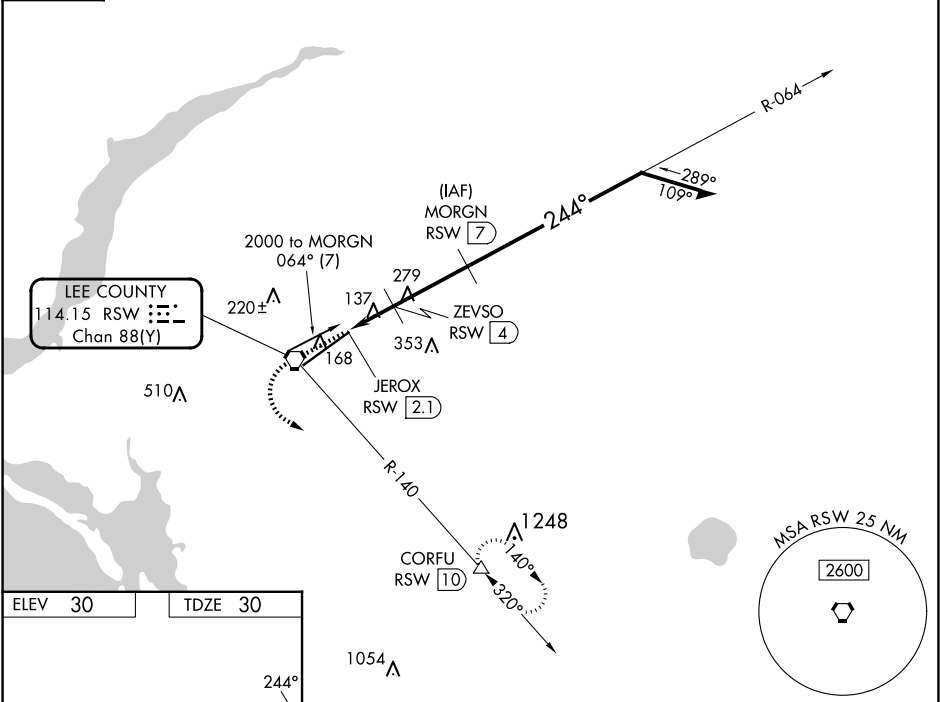 R-064
289°
109°
(IAF)
MORGN
RSW 7
244°
2000 to MORGN
064° (7)
279
LEE COUNTY
114.15 RSW
Chan 88(Y)
220±
137
ZEVSO
RSW 4
353
168
510
JEROX
RSW 2.1
R-140
1248
MSA RSW 25 NM
2600
CORFU
RSW 10
140°
320°
ELEV 30
TDZE 30
1054
244°